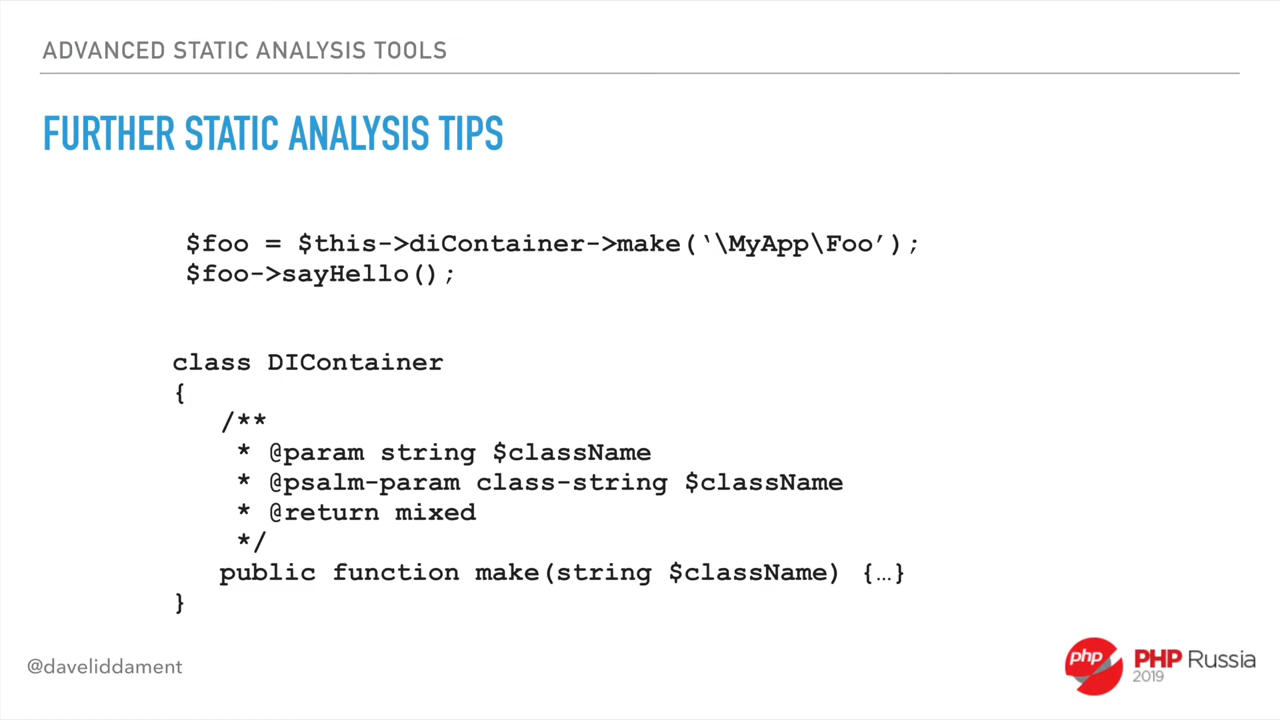 ADVANCED STATIC ANALYSIS TOOLS
FURTHER STATIC ANALYSIS TIPS
$foo = $this->diContainer->make(‘\MyApp\Foo’);
$foo->sayHello();
class DIContainer
{
/**
* @param string $className
* @psalm-param class-string $className
* @return mixed
*/
public function make(string $className) {…}
}
@daveliddament
php
PHP Russia
2019